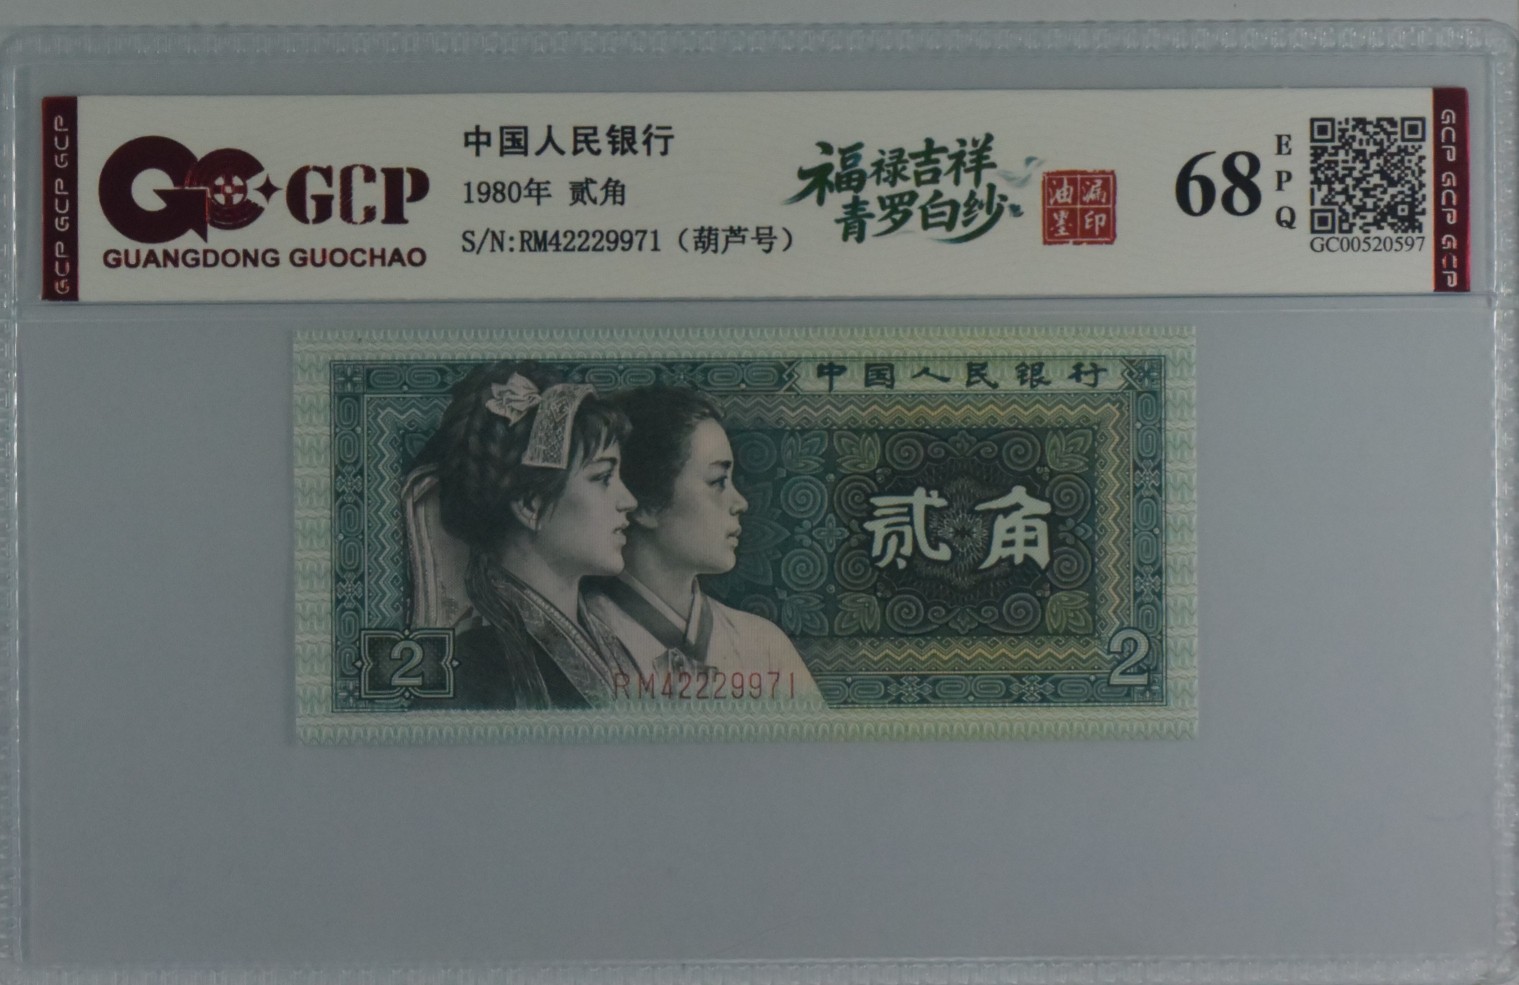 GCP GCP GCP
GCP
GUANGDONG GUOCHAO
中国人民银行
1980年 贰角
S/N:RM42229971（葫芦号）
福禄吉祥
青罗白纱
油漏
墨印
68
EPQ
GC00520597
GCP GCP GCP
中国人民银行
贰角
2
2
RM42229971